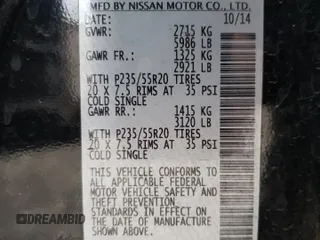 MFD BY NISSAN MOTOR CO., LTD.
DATE: 10/14
GVWR: 2715 KG
5986 LB
GAWR FR.: 1325 KG
2921 LB
WITH P235/55R20 TIRES
20 X 7.5 RIMS AT 35 PSI
COLD SINGLE
GAWR RR.: 1415 KG
3120 LB
WITH P235/55R20 TIRES
20 X 7.5 RIMS AT 35 PSI
COLD SINGLE
THIS VEHICLE CONFORMS TO
ALL APPLICABLE FEDERAL
MOTOR VEHICLE SAFETY AND
THEFT PREVENTION
STANDARDS IN EFFECT ON
THE DATE OF MANUFACTURE
SHOWN ABOVE.
DREAMBID